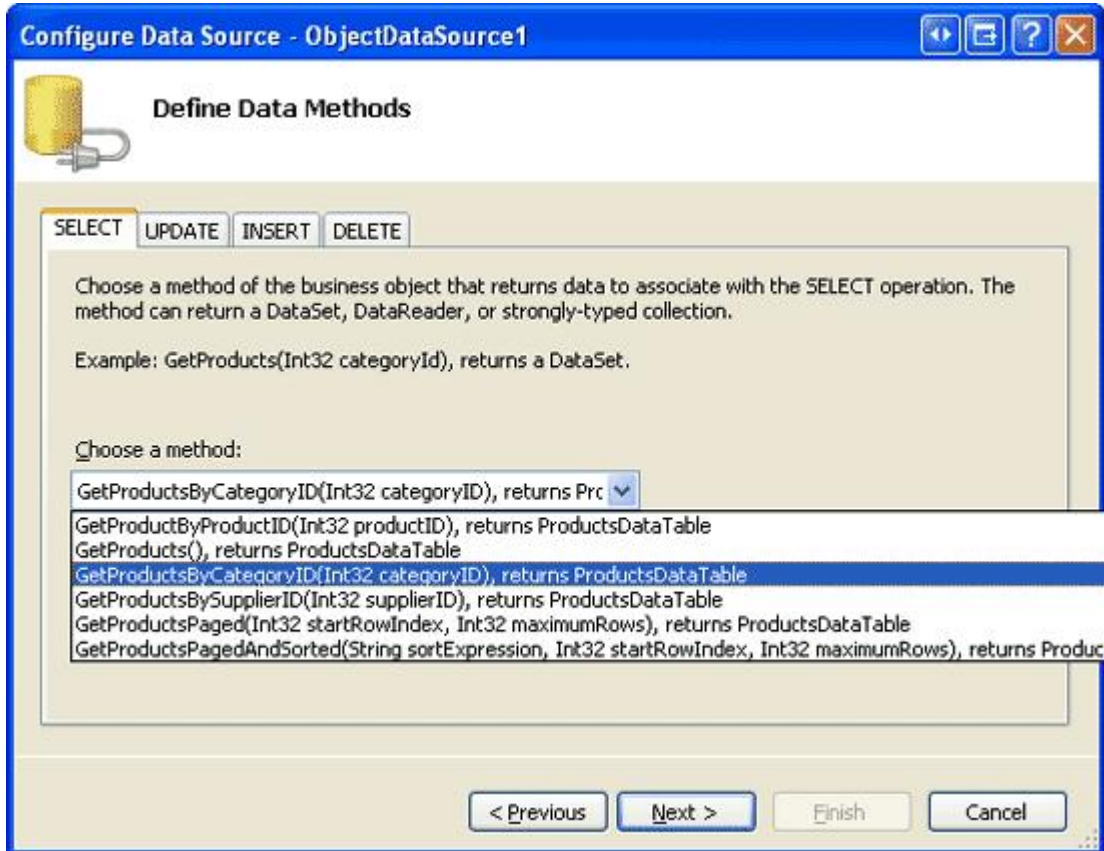 Configure Data Source - ObjectDataSource1
Define Data Methods
SELECT UPDATE INSERT DELETE
Choose a method of the business object that returns data to associate with the SELECT operation. The
method can return a DataSet, DataReader, or strongly-typed collection.
Example: GetProducts(Int32 categoryId), returns a DataSet.
Choose a method:
GetProductsByCategoryID(Int32 categoryID), returns Prc
GetProductByProductID(Int32 productID), returns ProductsDataTable
GetProducts(), returns ProductsDataTable
GetProductsByCategoryID(Int32 categoryID), returns ProductsDataTable
GetProductsBySupplierID(Int32 supplierID), returns ProductsDataTable
GetProductsPaged(Int32 startRowIndex, Int32 maximumRows), returns ProductsDataTable
GetProductsPagedAndSorted(String sortExpression, Int32 startRowIndex, Int32 maximumRows), returns Produc
< Previous Next > Finish Cancel